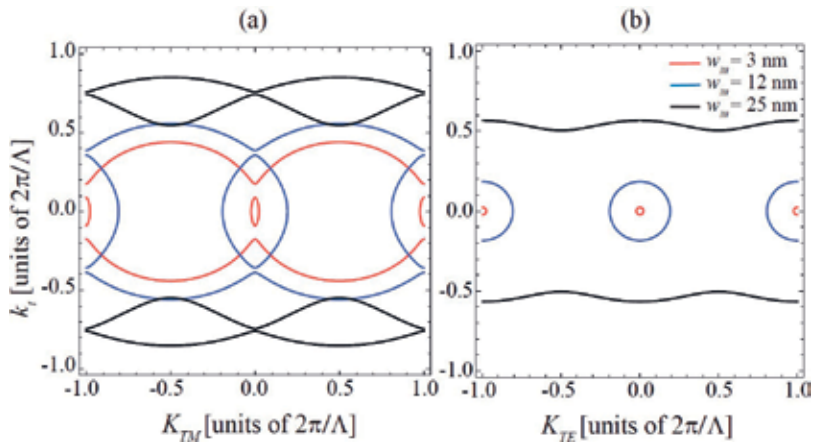 (a) (b)
1.0 1.0
w_m = 3 nm
w_m = 12 nm
w_m = 25 nm
0.5 0.5
0.0 0.0
-0.5 -0.5
-1.0 -1.0
k_t [units of 2π/Λ]
-1.0 -0.5 0.0 0.5 1.0 -1.0 -0.5 0.0 0.5 1.0
K_TM [units of 2π/Λ] K_TE [units of 2π/Λ]